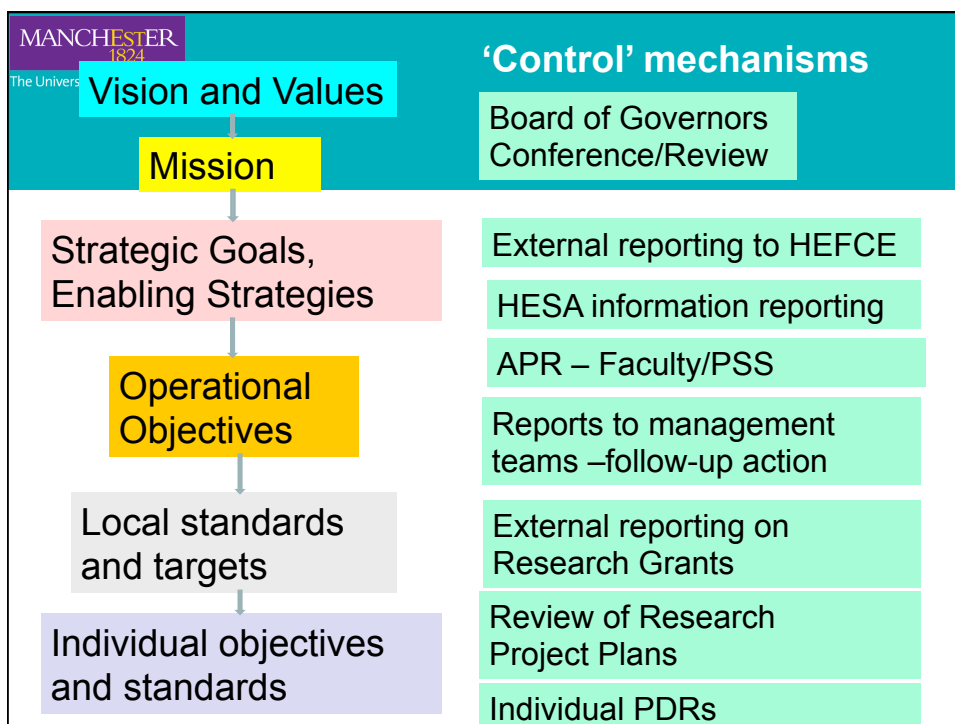 MANCHESTER
1824
The Univers
Vision and Values
Mission
Strategic Goals,
Enabling Strategies
Operational
Objectives
Local standards
and targets
Individual objectives
and standards
‘Control’ mechanisms
Board of Governors
Conference/Review
External reporting to HEFCE
HESA information reporting
APR – Faculty/PSS
Reports to management
teams –follow-up action
External reporting on
Research Grants
Review of Research
Project Plans
Individual PDRs